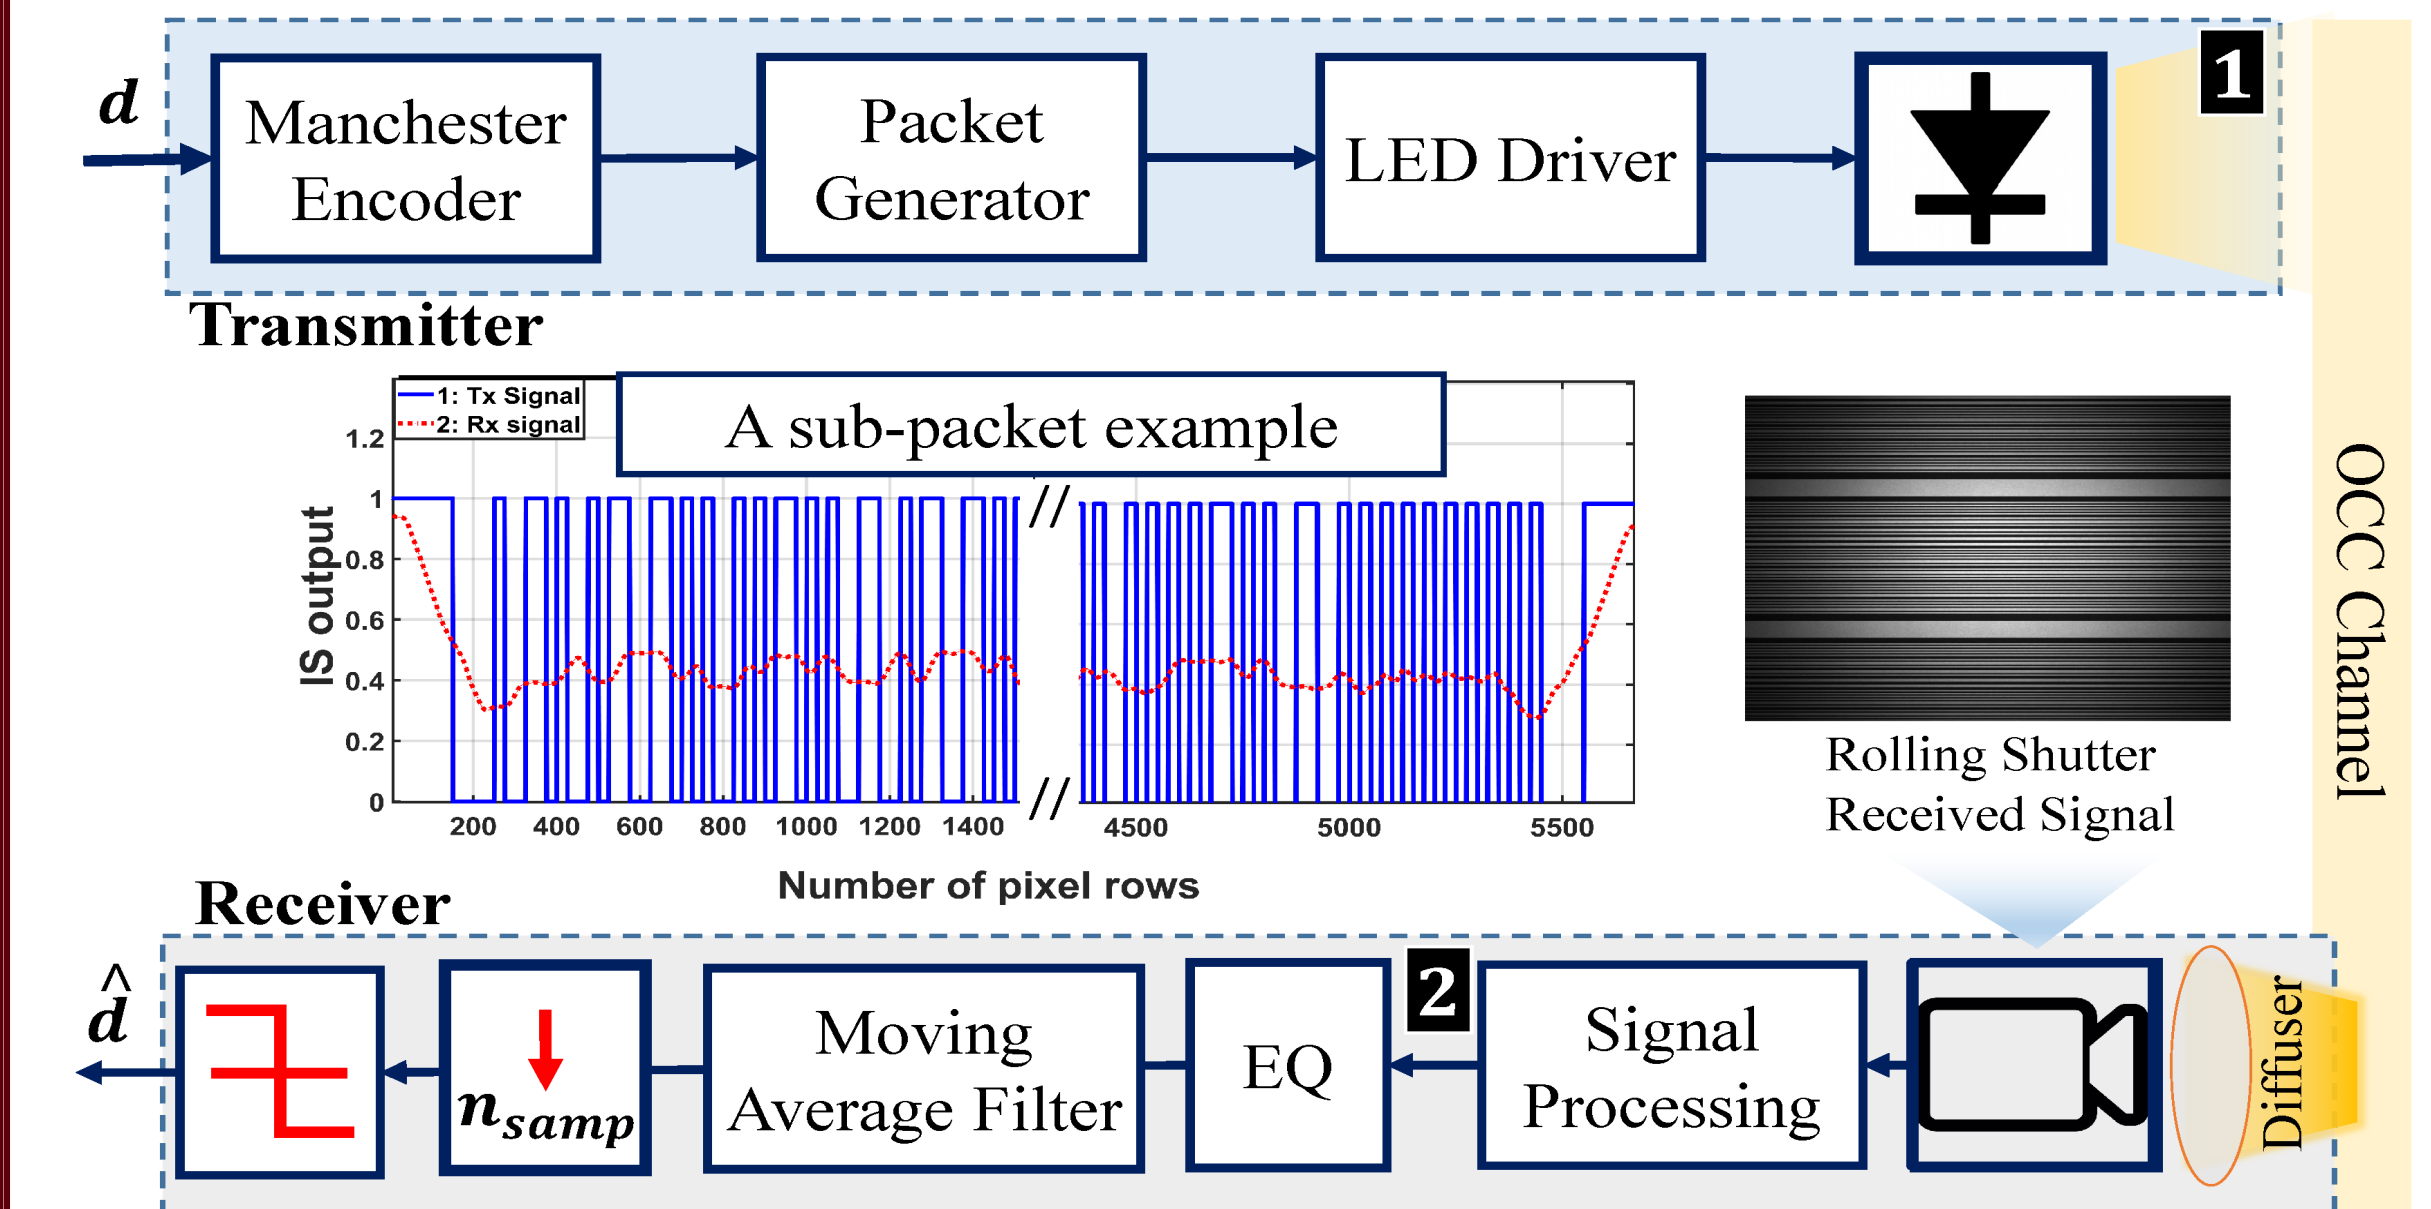 d
Manchester
Encoder
Packet
Generator
LED Driver
1
Transmitter
1: Tx Signal
2: Rx signal
A sub-packet example
IS output
1.2
1
0.8
0.6
0.4
0.2
0
//
//
200 400 600 800 1000 1200 1400
4500 5000 5500
Number of pixel rows
Rolling Shutter
Received Signal
OCC Channel
Receiver
d̂
n_samp
Moving
Average Filter
EQ
2
Signal
Processing
Diffuser